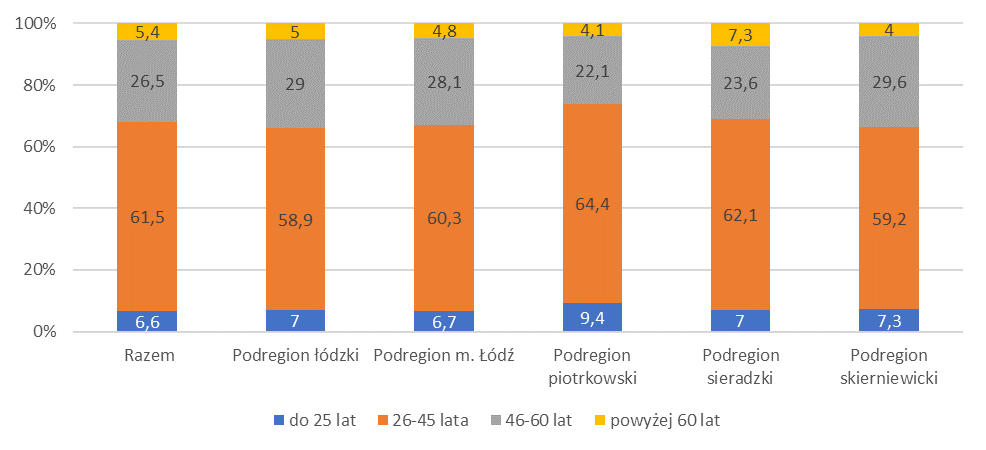 100%
80%
60%
40%
20%
0%
5,4 5 4,8 4,1 7,3 4
26,5 29 28,1 22,1 23,6 29,6
61,5 58,9 60,3 64,4 62,1 59,2
6,6 7 6,7 9,4 7 7,3
Razem
Podregion łódzki
Podregion m. Łódź
Podregion
piotrkowski
Podregion
sieradzki
Podregion
skierniewicki
do 25 lat 26-45 lata 46-60 lat powyżej 60 lat